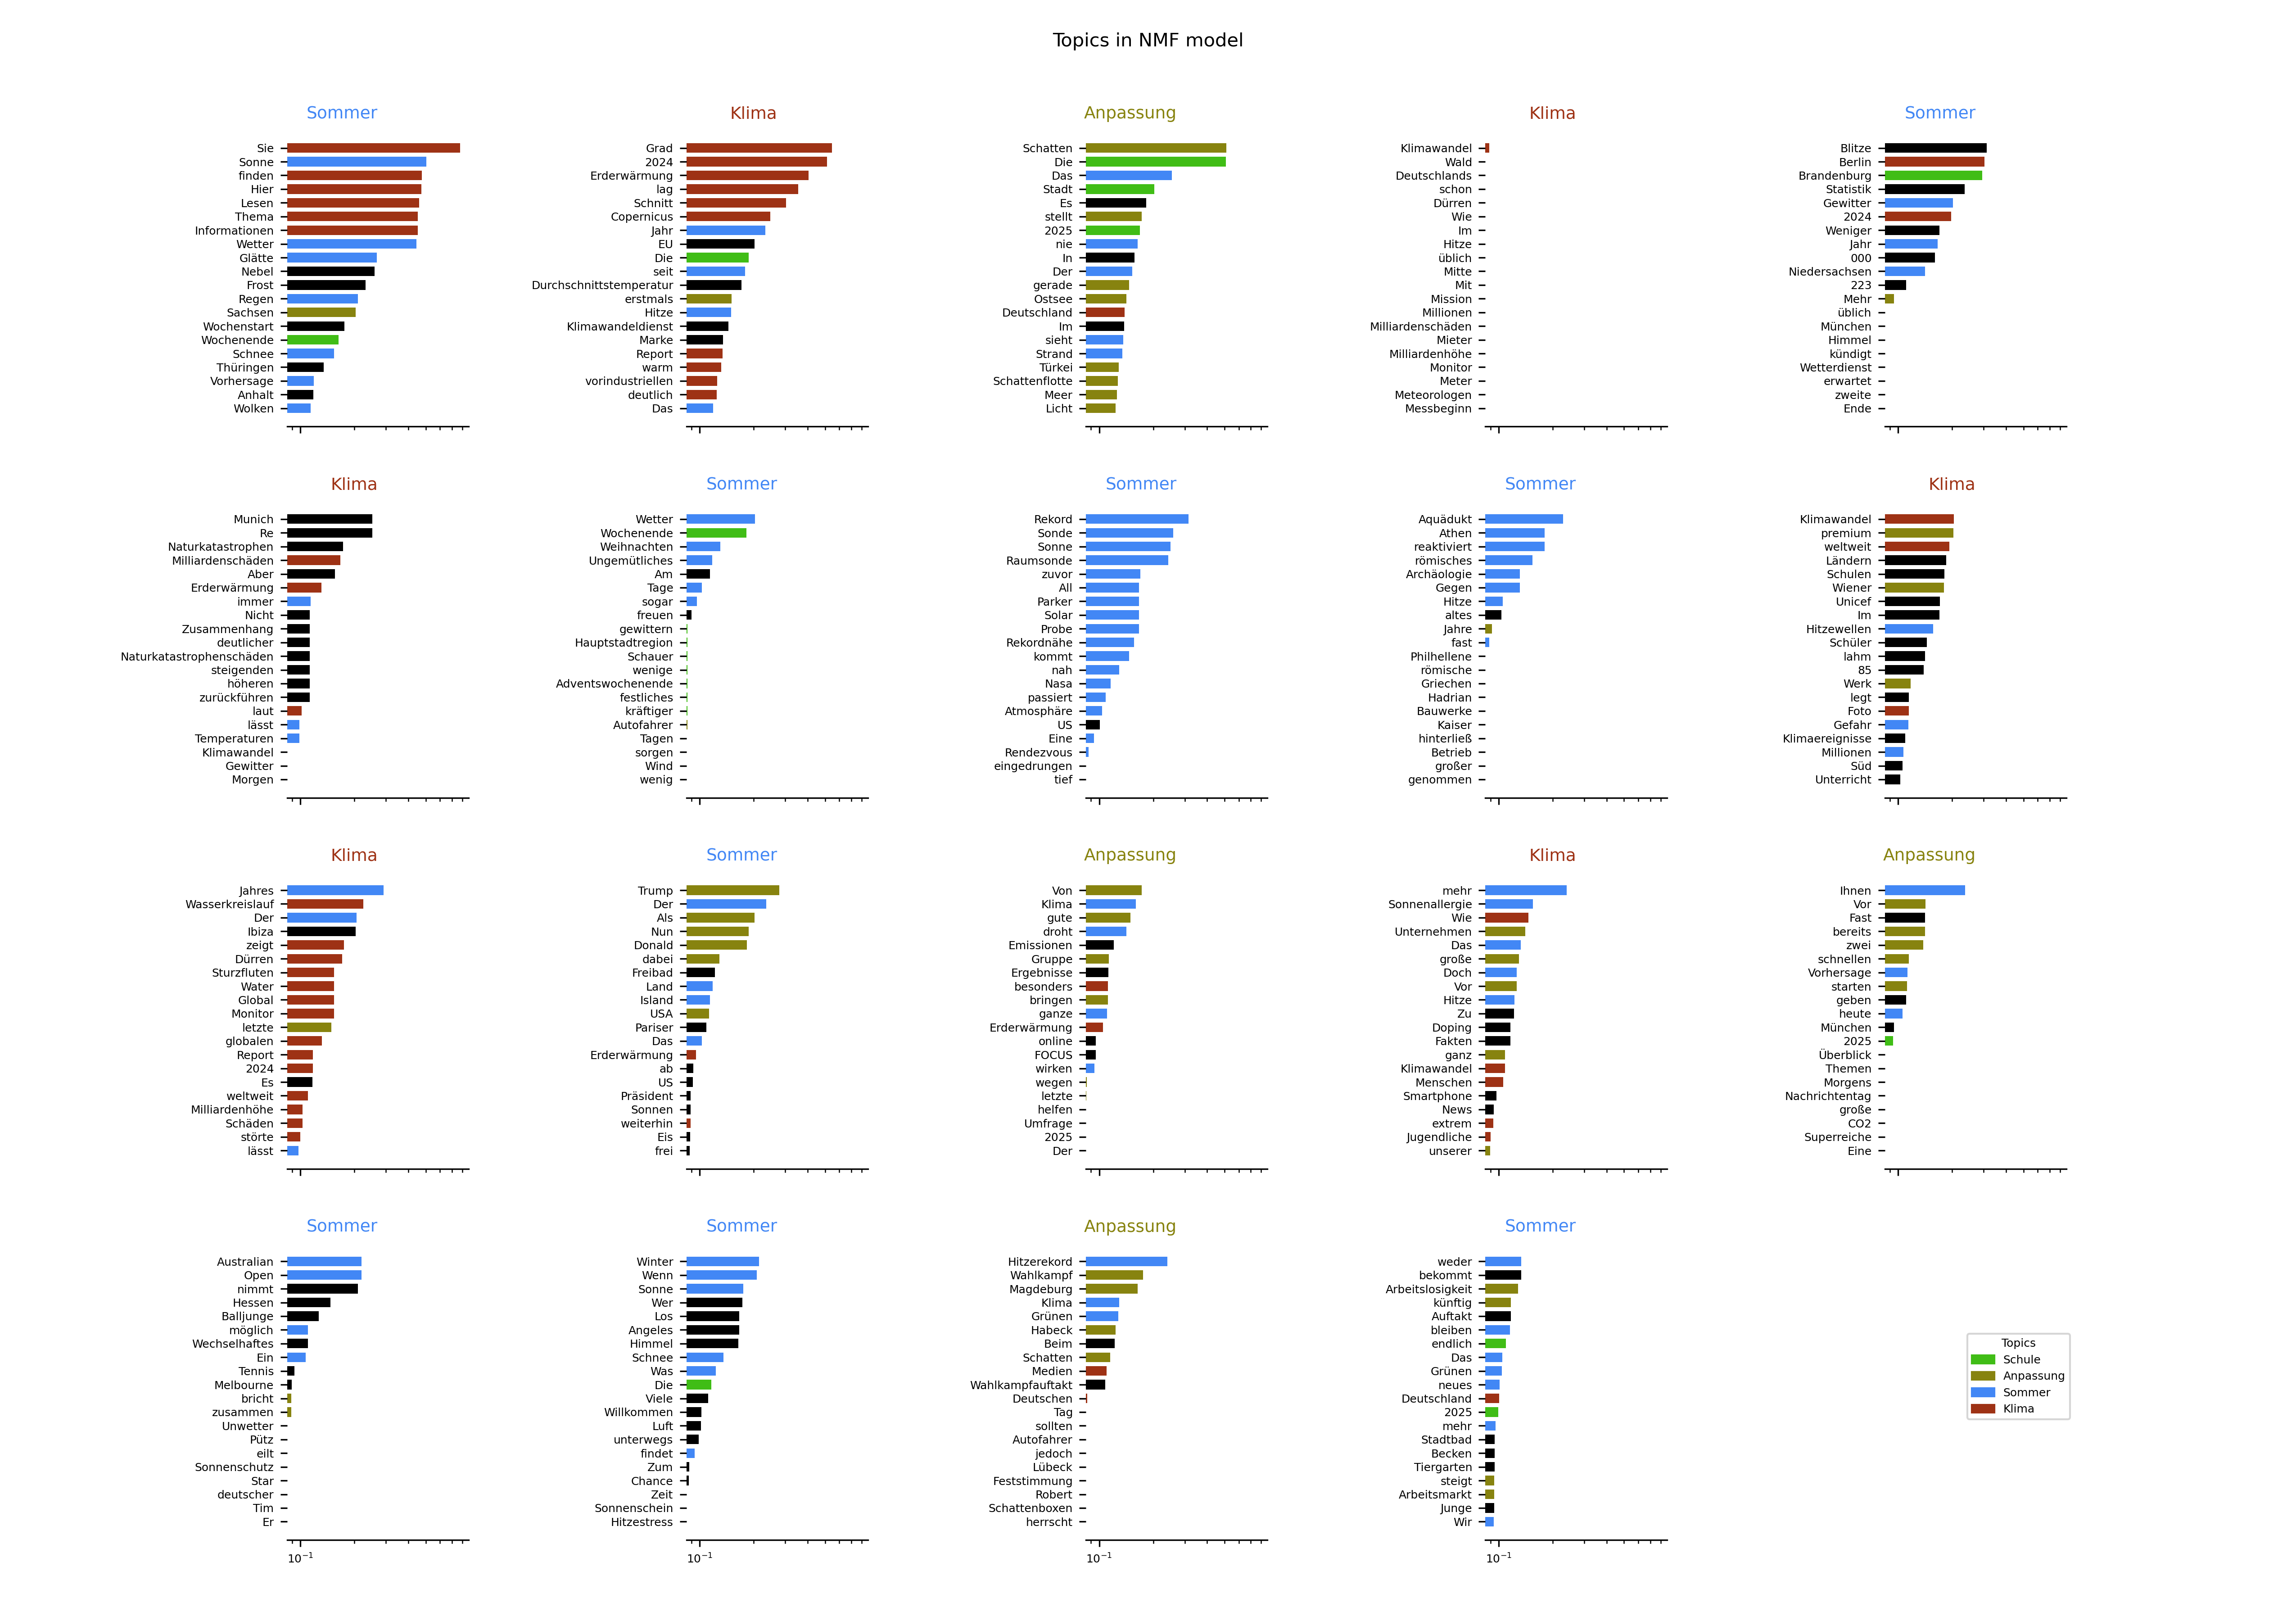 Topics in NMF model
Sommer
Sie
Sonne
finden
Hier
Lesen
Thema
Informationen
Wetter
Glätte
Nebel
Frost
Regen
Sachsen
Wochenstart
Wochenende
Schnee
Thüringen
Vorhersage
Anhalt
Wolken
Klima
Grad
2024
Erderwärmung
lag
Schnitt
Copernicus
Jahr
EU
Die
seit
Durchschnittstemperatur
erstmals
Hitze
Klimawandeldienst
Marke
Report
warm
vorindustriellen
deutlich
Das
Anpassung
Schatten
Die
Das
Stadt
Es
stellt
2025
nie
In
Der
gerade
Ostsee
Deutschland
Im
sieht
Strand
Türkei
Schattenflotte
Meer
Licht
Klima
Klimawandel
Wald
Deutschlands
schon
Dürren
Wie
Im
Hitze
üblich
Mitte
Mit
Mission
Millionen
Milliardenschäden
Mieter
Milliardenhöhe
Monitor
Meter
Meteorologen
Messbeginn
Sommer
Blitze
Berlin
Brandenburg
Statistik
Gewitter
2024
Weniger
Jahr
000
Niedersachsen
223
Mehr
üblich
München
Himmel
kündigt
Wetterdienst
erwartet
zweite
Ende
Klima
Munich
Re
Naturkatastrophen
Milliardenschäden
Aber
Erderwärmung
immer
Nicht
Zusammenhang
deutlicher
Naturkatastrophenschäden
steigenden
höheren
zurückführen
laut
lässt
Temperaturen
Klimawandel
Gewitter
Morgen
Sommer
Wetter
Wochenende
Weihnachten
Ungemütliches
Am
Tage
sogar
freuen
gewittern
Hauptstadtregion
Schauer
wenige
Adventswochenende
festliches
kräftiger
Autofahrer
Tagen
sorgen
Wind
wenig
Sommer
Rekord
Sonde
Sonne
Raumsonde
zuvor
All
Parker
Solar
Probe
Rekordnähe
kommt
nah
Nasa
passiert
Atmosphäre
US
Eine
Rendezvous
eingedrungen
tief
Sommer
Aquädukt
Athen
reaktiviert
römisches
Archäologie
Gegen
Hitze
altes
Jahre
fast
Philhellene
römische
Griechen
Hadrian
Bauwerke
Kaiser
hinterließ
Betrieb
großer
genommen
Klima
Klimawandel
premium
weltweit
Ländern
Schulen
Wiener
Unicef
Im
Hitzewellen
Schüler
lahm
85
Werk
legt
Foto
Gefahr
Klimaereignisse
Millionen
Süd
Unterricht
Klima
Jahres
Wasserkreislauf
Der
Ibiza
zeigt
Dürren
Sturzfluten
Water
Global
Monitor
letzte
globalen
Report
2024
Es
weltweit
Milliardenhöhe
Schäden
störte
lässt
Sommer
Trump
Der
Als
Nun
Donald
dabei
Freibad
Land
Island
USA
Pariser
Das
Erderwärmung
ab
US
Präsident
Sonnen
weiterhin
Eis
frei
Anpassung
Von
Klima
gute
droht
Emissionen
Gruppe
Ergebnisse
besonders
bringen
ganze
Erderwärmung
online
FOCUS
wirken
wegen
letzte
helfen
Umfrage
2025
Der
Klima
mehr
Sonnenallergie
Wie
Unternehmen
Das
große
Doch
Vor
Hitze
Zu
Doping
Fakten
ganz
Klimawandel
Menschen
Smartphone
News
extrem
Jugendliche
unserer
Anpassung
Ihnen
Vor
Fast
bereits
zwei
schnellen
Vorhersage
starten
geben
heute
München
2025
Überblick
Themen
Morgens
Nachrichtentag
große
CO2
Superreiche
Eine
Sommer
Australian
Open
nimmt
Hessen
Balljunge
möglich
Wechselhaftes
Ein
Tennis
Melbourne
bricht
zusammen
Unwetter
Pütz
eilt
Sonnenschutz
Star
deutscher
Tim
Er
10⁻¹
Sommer
Winter
Wenn
Sonne
Wer
Los
Angeles
Himmel
Schnee
Was
Die
Viele
Willkommen
Luft
unterwegs
findet
Zum
Chance
Zeit
Sonnenschein
Hitzestress
10⁻¹
Anpassung
Hitzerekord
Wahlkampf
Magdeburg
Klima
Grünen
Habeck
Beim
Schatten
Medien
Wahlkampfauftakt
Deutschen
Tag
sollten
Autofahrer
jedoch
Lübeck
Feststimmung
Robert
Schattenboxen
herrscht
10⁻¹
Sommer
weder
bekommt
Arbeitslosigkeit
künftig
Auftakt
bleiben
endlich
Das
Grünen
neues
Deutschland
2025
mehr
Stadtbad
Becken
Tiergarten
steigt
Arbeitsmarkt
Junge
Wir
10⁻¹
Topics
Schule
Anpassung
Sommer
Klima